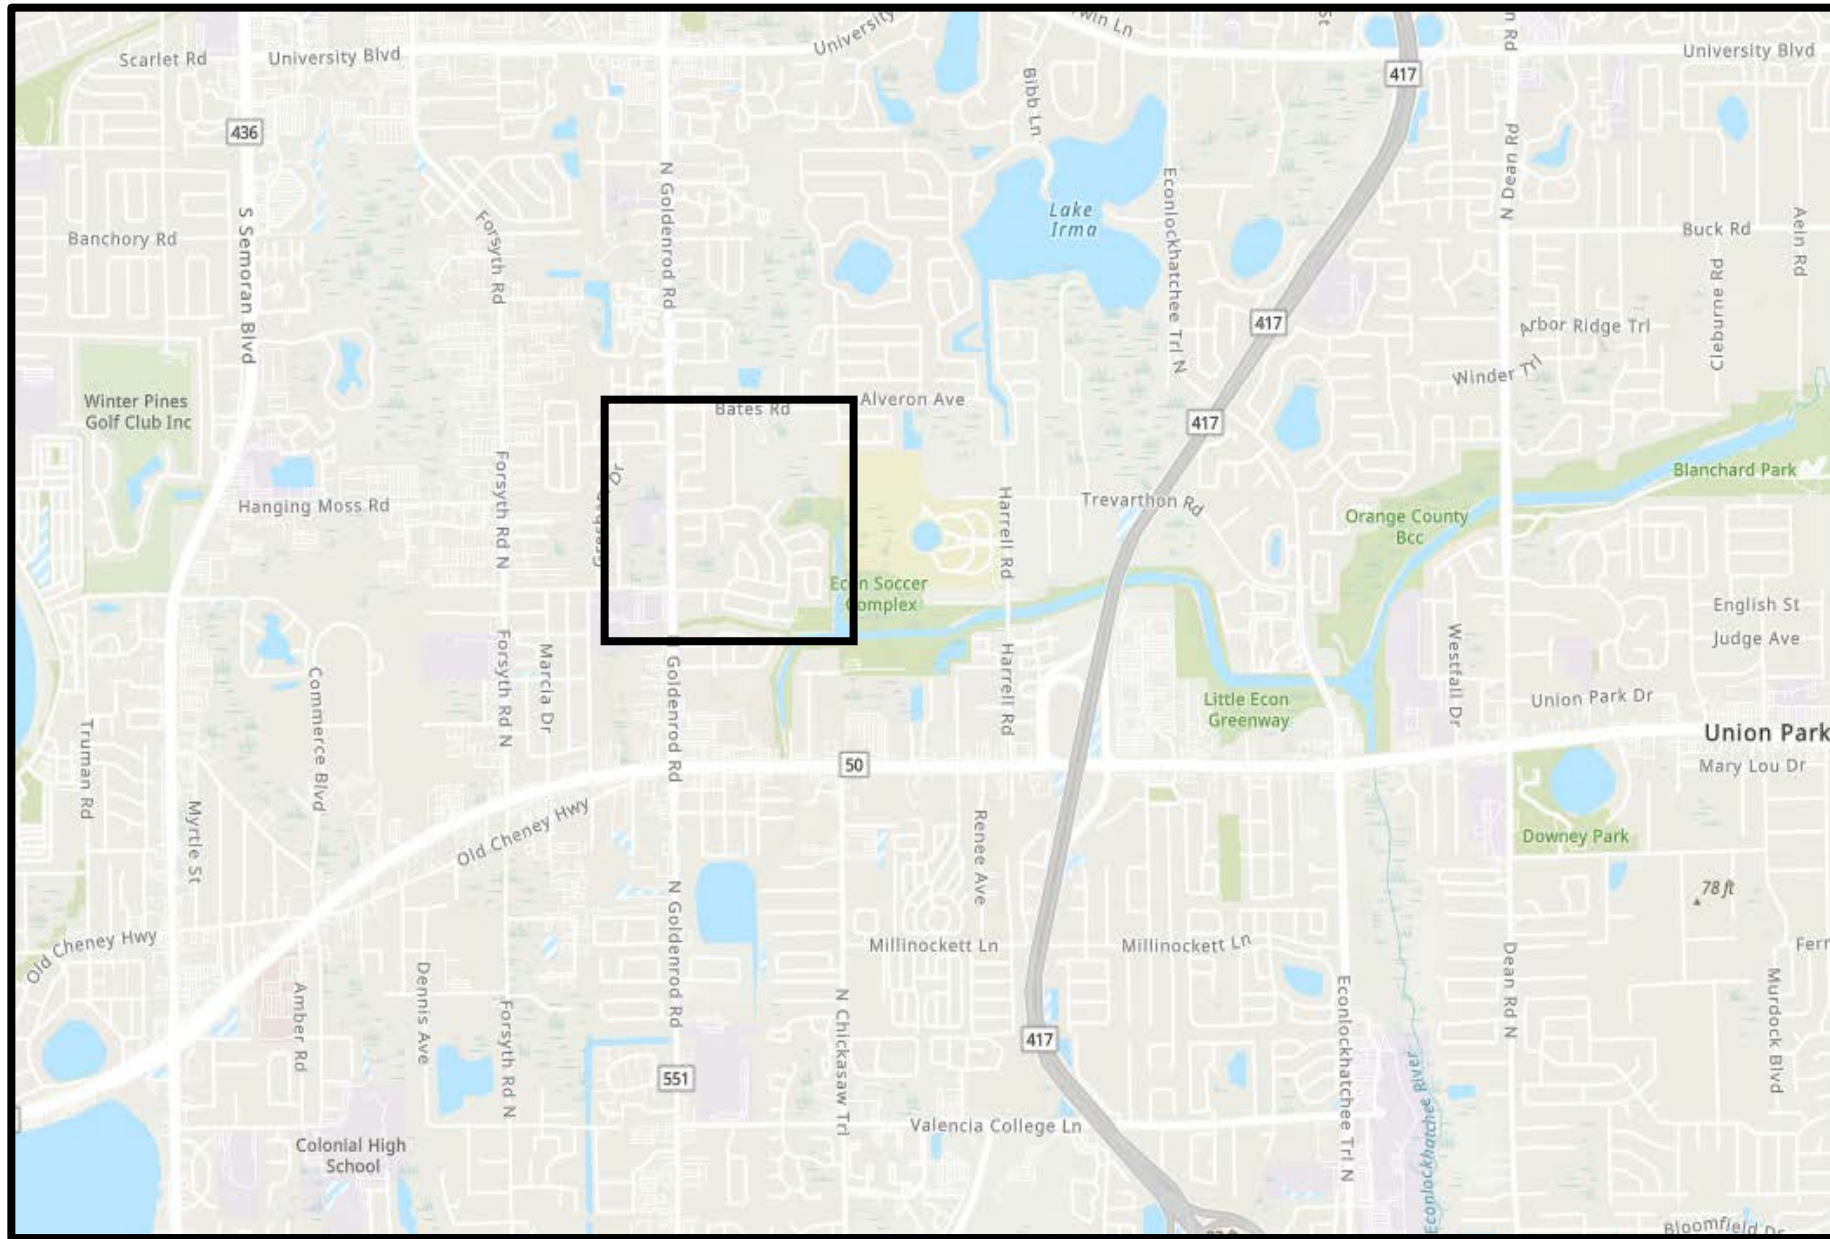 Scarlet Rd
University Blvd
University
Ln
University Blvd
417
436
Bibb Ln
N Dean Rd
N Goldenrod Rd
Econlockhatchee Trl N
S Semoran Blvd
Forsyth Rd
Lake
Irma
Banchory Rd
Buck Rd
Aein Rd
Cleburne Rd
417
Arbor Ridge Trl
Winder Trl
Winter Pines
Golf Club Inc
Bates Rd
Alveron Ave
417
Forsyth Rd N
Dr
Hanging Moss Rd
Harrell Rd
Trevarthon Rd
Orange County
Bcc
Blanchard Park
Econ Soccer
Complex
English St
Judge Ave
Forsyth Rd N
Marcia Dr
N Goldenrod Rd
Harrell Rd
Westfall Dr
Commerce Blvd
Little Econ
Greenway
Union Park Dr
Truman Rd
Union Park
50
Mary Lou Dr
Myrtle St
Old Cheney Hwy
Renee Ave
Downey Park
78 ft
N Goldenrod Rd
Old Cheney Hwy
Millinockett Ln
Millinockett Ln
Dean Rd N
Amber Rd
Dennis Ave
Forsyth Rd N
N Chickasaw Trl
Econlockhatchee Trl N
Murdock Blvd
417
551
Econlockhatchee River
Valencia College Ln
Colonial High
School
Bloomfield Dr